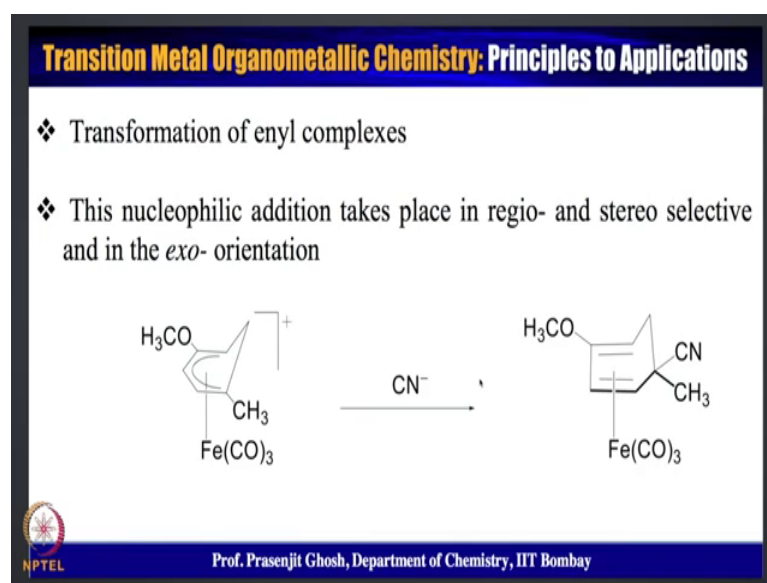 Transition Metal Organometallic Chemistry: Principles to Applications
❖ Transformation of enyl complexes
❖ This nucleophilic addition takes place in regio- and stereo selective
and in the exo- orientation
H₃CO
+
CH₃
Fe(CO)₃
CN⁻
H₃CO
CN
CH₃
Fe(CO)₃
NPTEL
Prof. Prasenjit Ghosh, Department of Chemistry, IIT Bombay